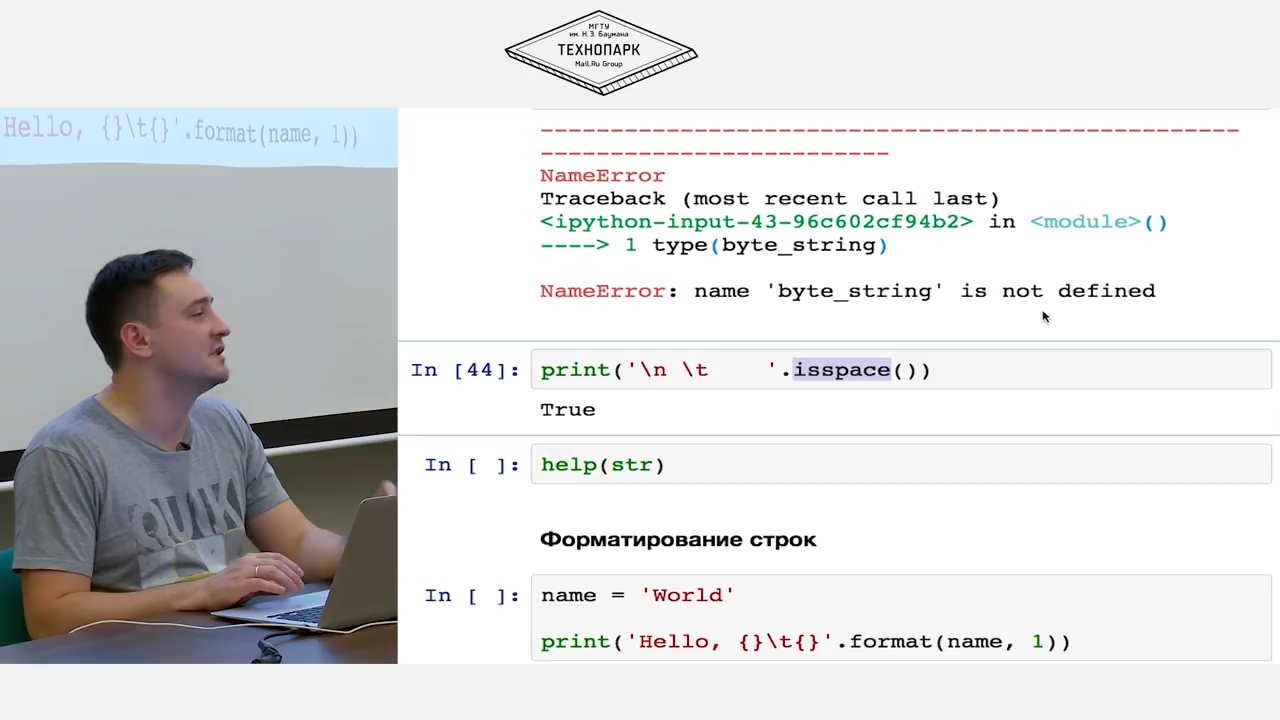 МГТУ
им. Н.Э. Баумана
ТЕХНОПАРК
Mail.Ru Group
Hello, {}\t{}'.format(name, 1))
QUIK
------------------------------------------------------------
------------------------------
NameError
Traceback (most recent call last)
<ipython-input-43-96c602cf94b2> in <module>()
----> 1 type(byte_string)
NameError: name 'byte_string' is not defined
In [44]: print('\n \t    '.isspace())
True
In [ ]: help(str)
Форматирование строк
In [ ]: name = 'World'
print('Hello, {}\t{}'.format(name, 1))